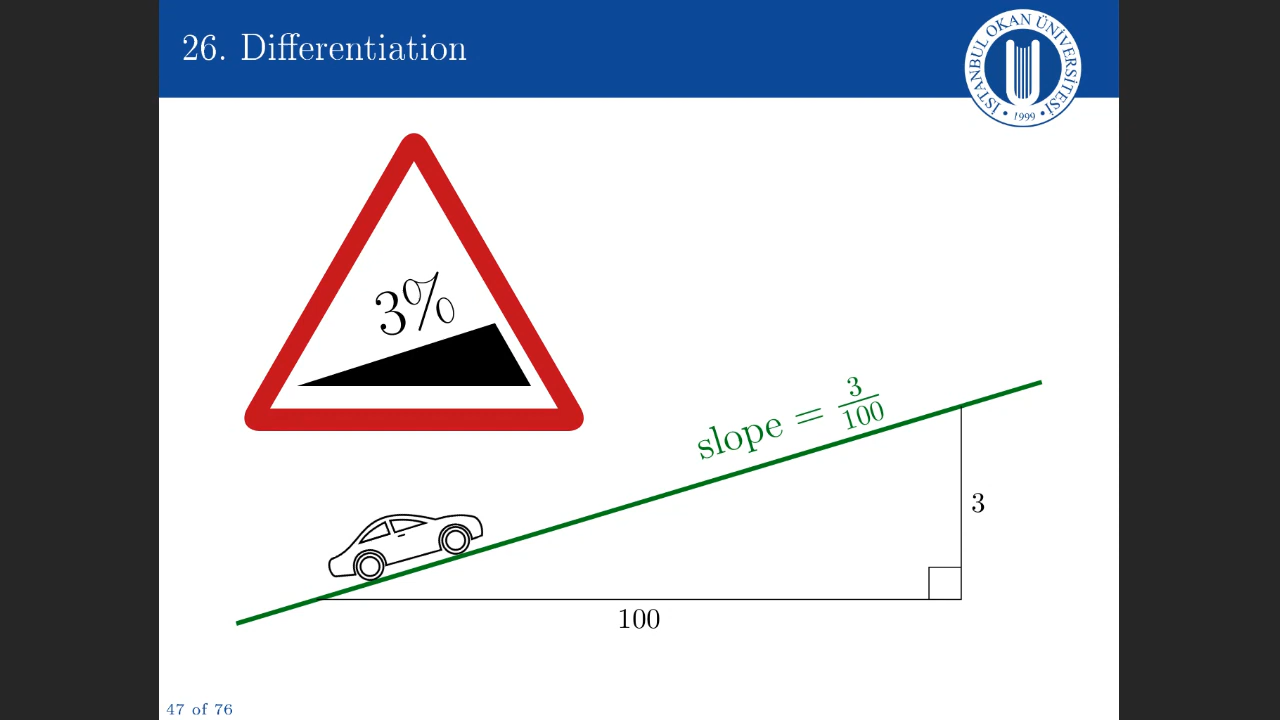 26. Differentiation
İSTANBUL OKAN ÜNİVERSİTESİ
• 1999 •
3%
slope = 3/100
3
100
47 of 76